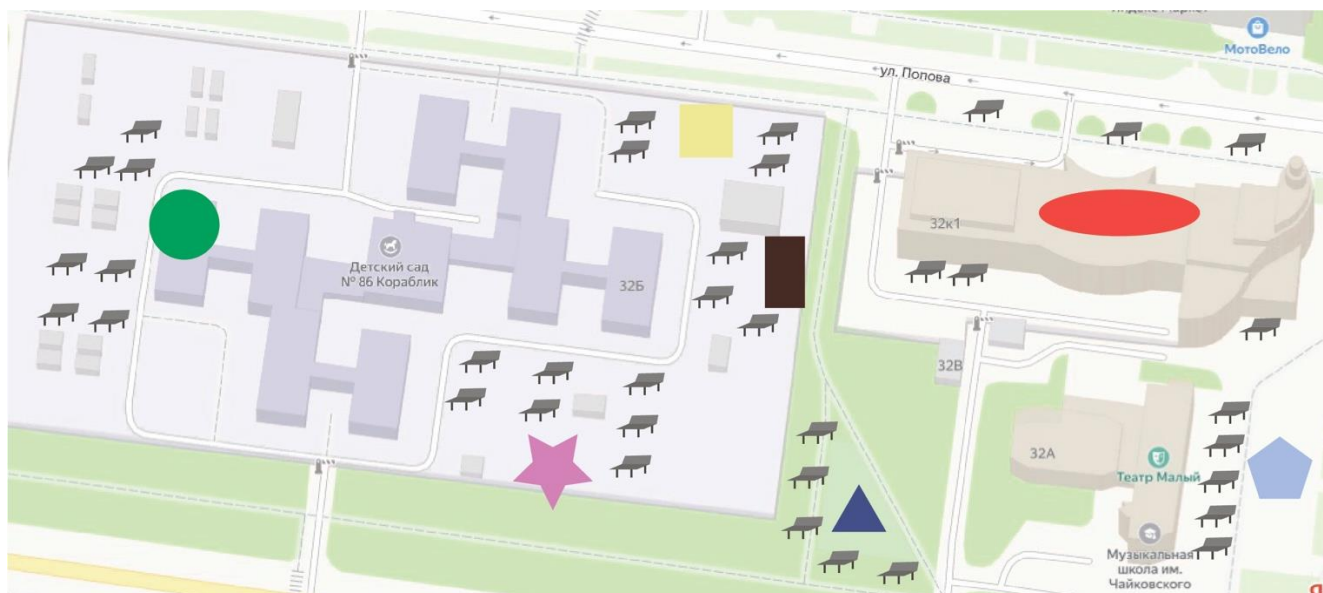 МотоВело
ул. Попова
32к1
Детский сад
№ 86 Кораблик
32Б
32В
32А
Театр Малый
Музыкальная
школа им.
Чайковского